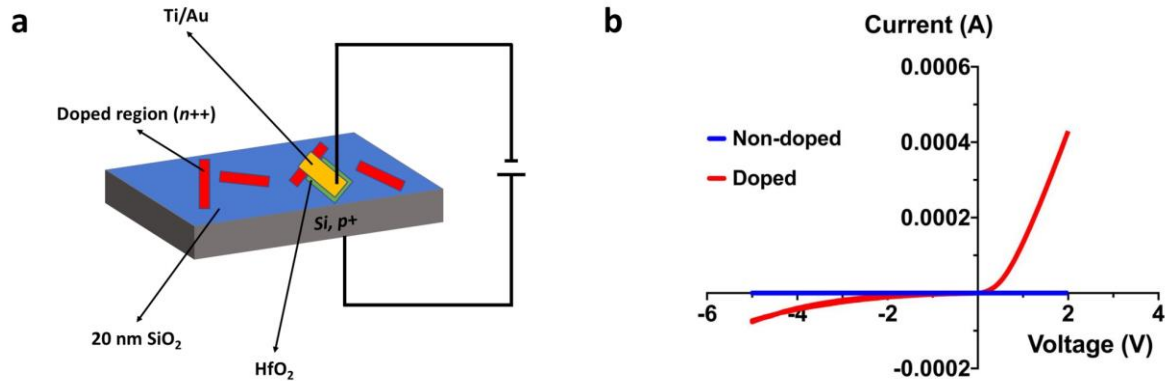 a
Ti/Au
Doped region (n++)
Si, p+
20 nm SiO₂
HfO₂
b
Current (A)
0.0006
0.0004
0.0002
-0.0002
Non-doped
Doped
-6
-4
-2
0
2
4
Voltage (V)